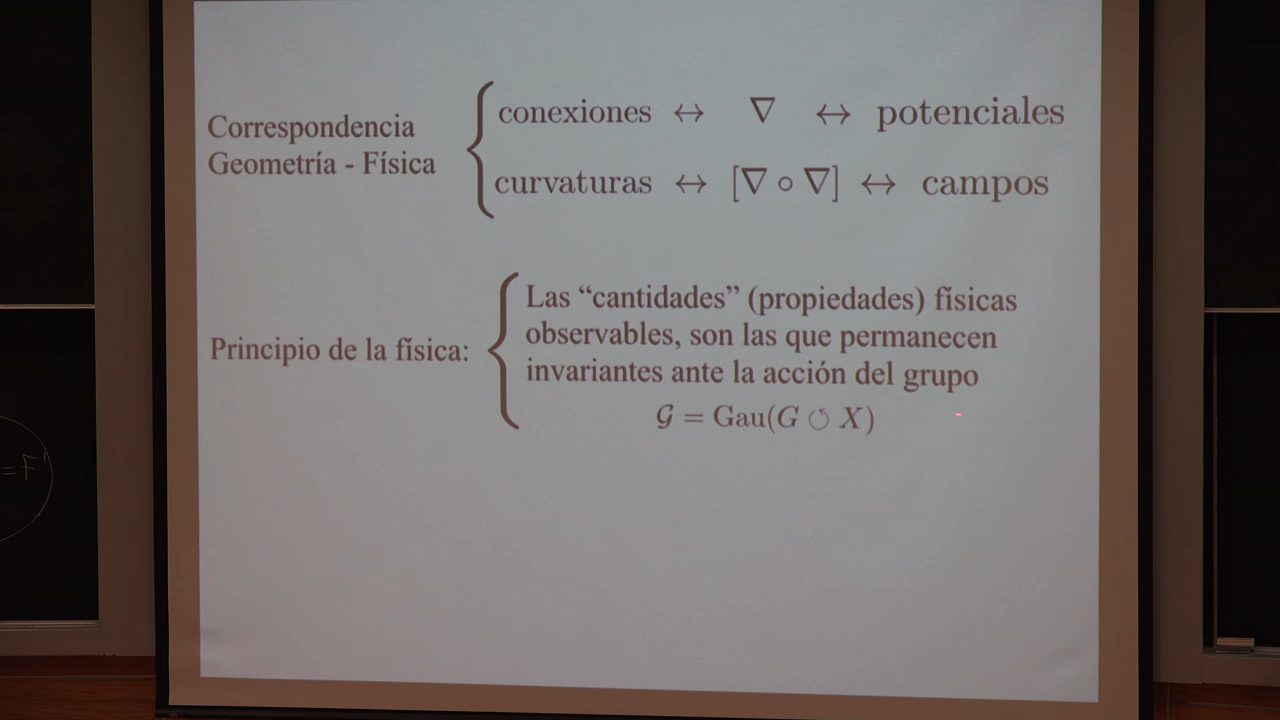 Correspondencia
Geometría - Física
conexiones ↔ ∇ ↔ potenciales
curvaturas ↔ [∇ ∘ ∇] ↔ campos
Principio de la física:
Las “cantidades” (propiedades) físicas
observables, son las que permanecen
invariantes ante la acción del grupo
𝒢 = Gau(G ↺ X)
= F'